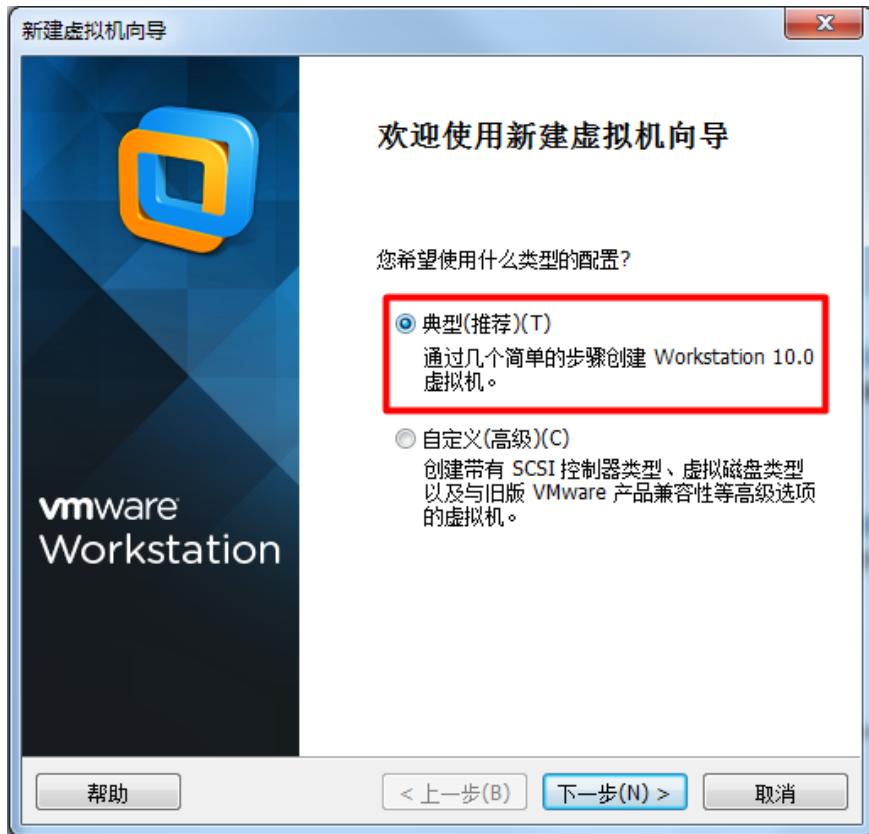 新建虚拟机向导
欢迎使用新建虚拟机向导
您希望使用什么类型的配置?
典型(推荐)(T)
通过几个简单的步骤创建 Workstation 10.0
虚拟机。
自定义(高级)(C)
创建带有 SCSI 控制器类型、虚拟磁盘类型
以及与旧版 VMware 产品兼容性等高级选项
的虚拟机。
vmware
Workstation
帮助
< 上一步(B)
下一步(N) >
取消